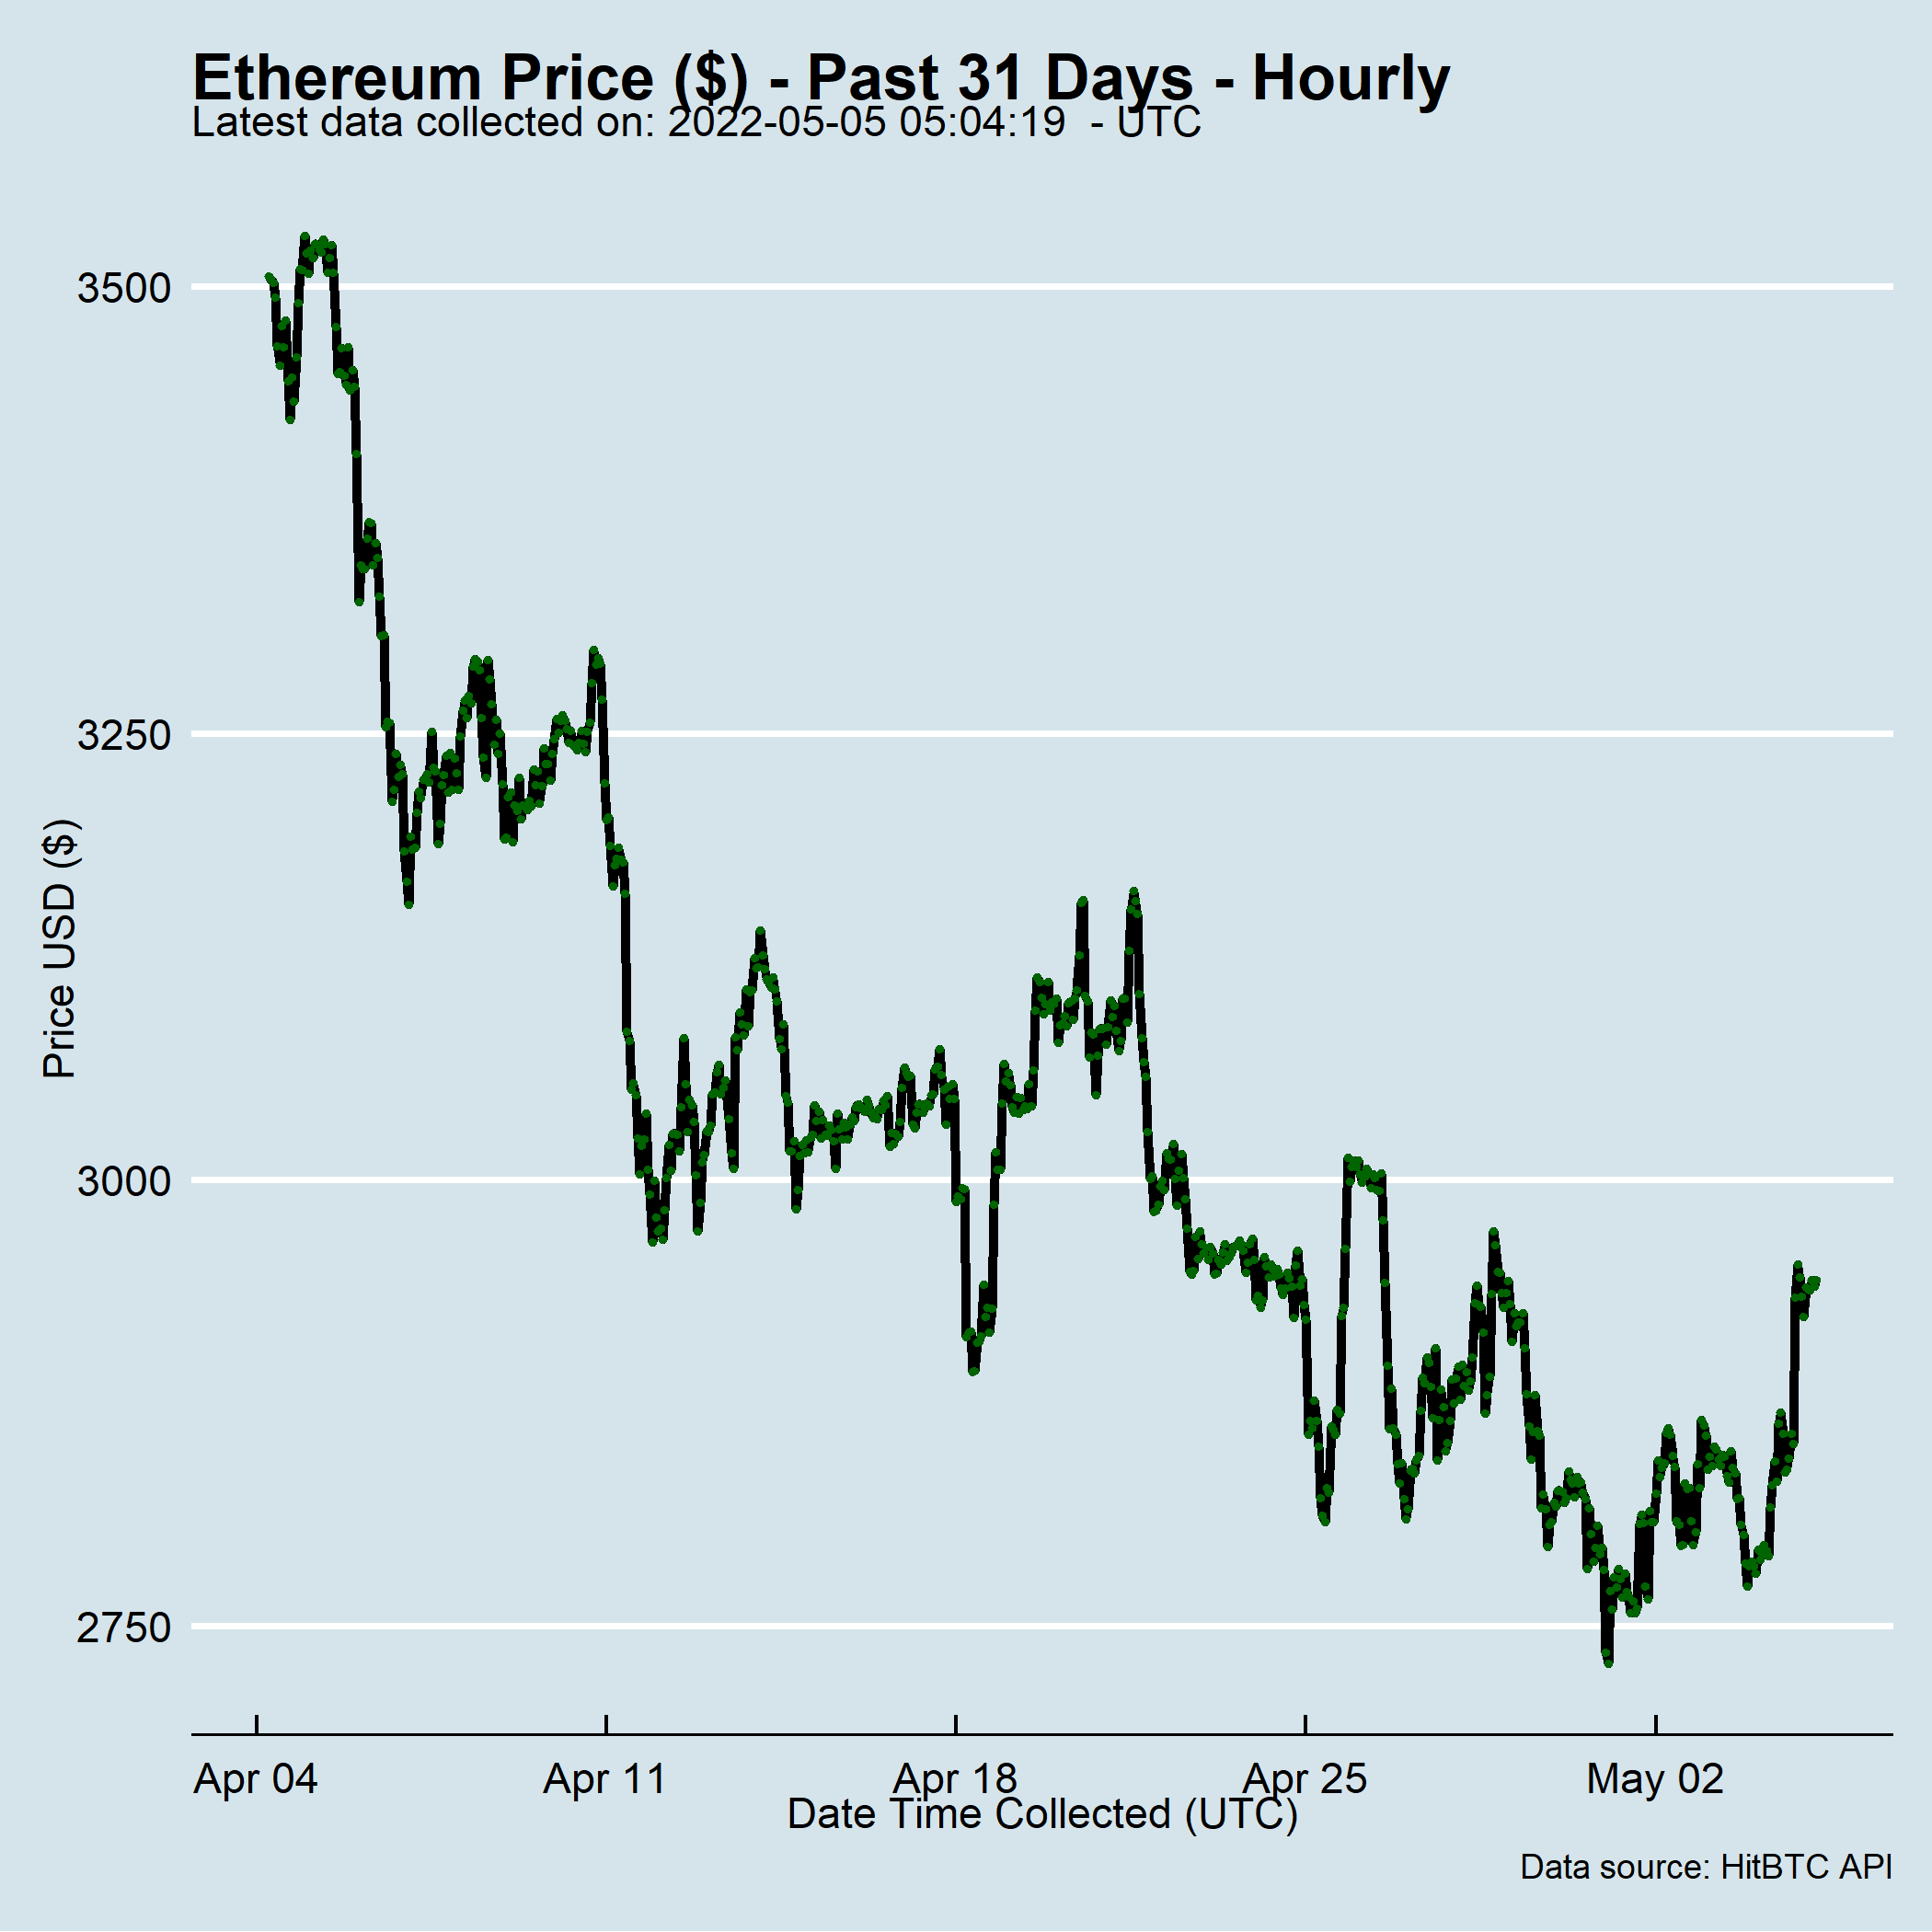 Ethereum Price ($) - Past 31 Days - Hourly
Latest data collected on: 2022-05-05 05:04:19  - UTC
Price USD ($)
3500
3250
3000
2750
Apr 04
Apr 11
Apr 18
Apr 25
May 02
Date Time Collected (UTC)
Data source: HitBTC API